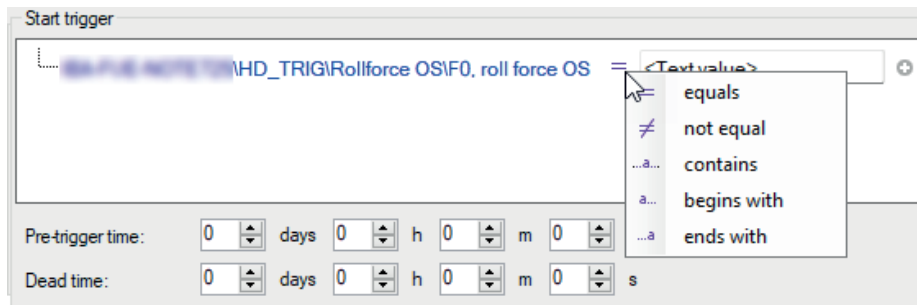 Start trigger
\HD_TRIG\Rollforce OS\F0, roll force OS = <Text value>
= equals
≠ not equal
...a... contains
a... begins with
...a ends with
Pre-trigger time: 0 days 0 h 0 m 0
Dead time: 0 days 0 h 0 m 0 s